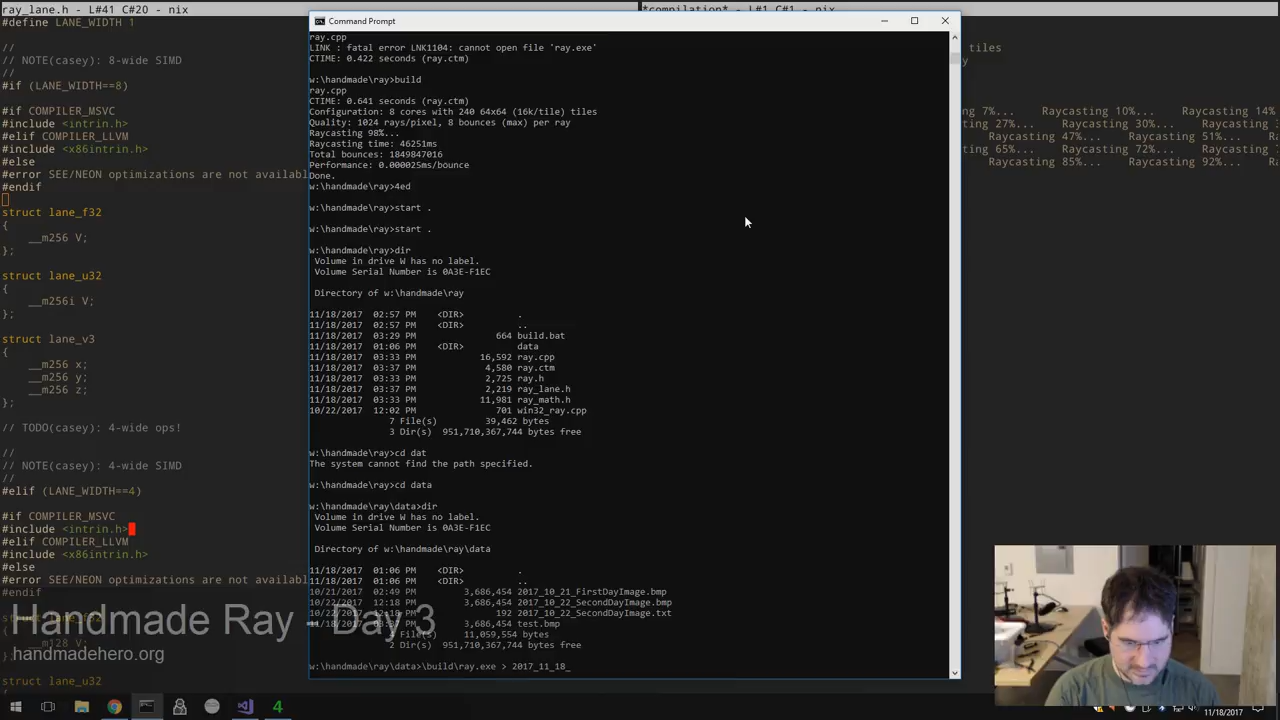 ray_lane.h - L#41 C#20 - nix
*compilation* - L#1 C#1 - nix
#define LANE_WIDTH 1
//
// NOTE(casey): 8-wide SIMD
//
#if (LANE_WIDTH==8)
#if COMPILER_MSVC
#include <intrin.h>
#elif COMPILER_LLVM
#include <x86intrin.h>
#else
#error SEE/NEON optimizations are not availabl
#endif
struct lane_f32
{
__m256 V;
};
struct lane_u32
{
__m256i V;
};
struct lane_v3
{
__m256 x;
__m256 y;
__m256 z;
};
// TODO(casey): 4-wide ops!
//
// NOTE(casey): 4-wide SIMD
//
#elif (LANE_WIDTH==4)
#if COMPILER_MSVC
#include <intrin.h>
#elif COMPILER_LLVM
#include <x86intrin.h>
#else
#error SEE/NEON optimizations are not availabl
#endif
struct lane_u32
Command Prompt
ray.cpp
LINK : fatal error LNK1104: cannot open file 'ray.exe'
CTIME: 0.422 seconds (ray.ctm)
w:\handmade\ray>build
ray.cpp
CTIME: 0.641 seconds (ray.ctm)
Configuration: 8 cores with 240 64x64 (16k/tile) tiles
Quality: 1024 rays/pixel, 8 bounces (max) per ray
Raycasting 98%...
Raycasting time: 46251ms
Total bounces: 1849847016
Performance: 0.000025ms/bounce
Done.
w:\handmade\ray>4ed
w:\handmade\ray>start .
w:\handmade\ray>start .
w:\handmade\ray>dir
Volume in drive W has no label.
Volume Serial Number is 0A3E-F1EC
Directory of w:\handmade\ray
11/18/2017 02:57 PM <DIR> .
11/18/2017 02:57 PM <DIR> ..
11/18/2017 03:29 PM 664 build.bat
11/18/2017 01:06 PM <DIR> data
11/18/2017 03:33 PM 16,592 ray.cpp
11/18/2017 03:37 PM 4,580 ray.ctm
11/18/2017 03:33 PM 2,725 ray.h
11/18/2017 03:37 PM 2,219 ray_lane.h
11/18/2017 03:33 PM 11,981 ray_math.h
10/22/2017 12:02 PM 701 win32_ray.cpp
7 File(s) 39,462 bytes
3 Dir(s) 951,710,367,744 bytes free
w:\handmade\ray>cd dat
The system cannot find the path specified.
w:\handmade\ray>cd data
w:\handmade\ray\data>dir
Volume in drive W has no label.
Volume Serial Number is 0A3E-F1EC
Directory of w:\handmade\ray\data
11/18/2017 01:06 PM <DIR> .
11/18/2017 01:06 PM <DIR> ..
10/21/2017 02:49 PM 3,686,454 2017_10_21_FirstDayImage.bmp
10/22/2017 12:18 PM 3,686,454 2017_10_22_SecondDayImage.bmp
10/22/2017 12:18 PM 192 2017_10_22_SecondDayImage.txt
11/18/2017 03:37 PM 3,686,454 test.bmp
4 File(s) 11,059,554 bytes
2 Dir(s) 951,710,367,744 bytes free
w:\handmade\ray\data>\build\ray.exe > 2017_11_18_
tiles
ng 7%... Raycasting 10%... Raycasting 14%
ng 27%... Raycasting 30%...
Raycasting 47%... Raycasting 51%...
ng 65%... Raycasting 72%...
Raycasting 85%... Raycasting 92%...
Handmade Ray - Day 3
handmadehero.org
11/18/2017